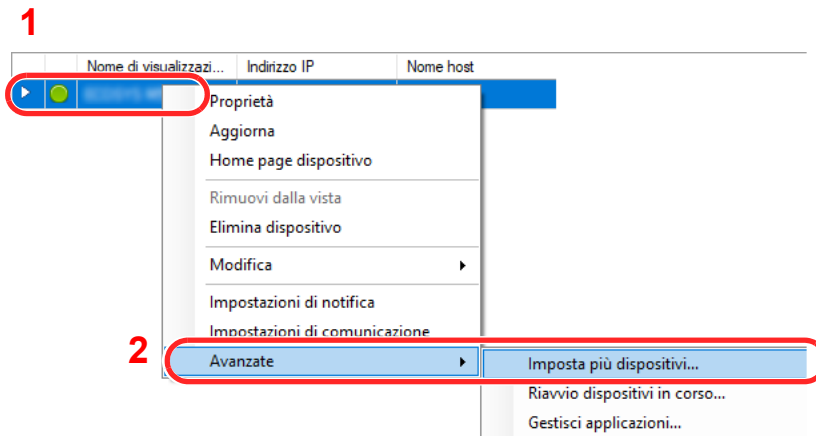 1
Nome di visualizzazi... Indirizzo IP Nome host
Proprietà
Aggiorna
Home page dispositivo
Rimuovi dalla vista
Elimina dispositivo
Modifica
Impostazioni di notifica
Impostazioni di comunicazione
2
Avanzate
Imposta più dispositivi...
Riavvio dispositivi in corso...
Gestisci applicazioni...